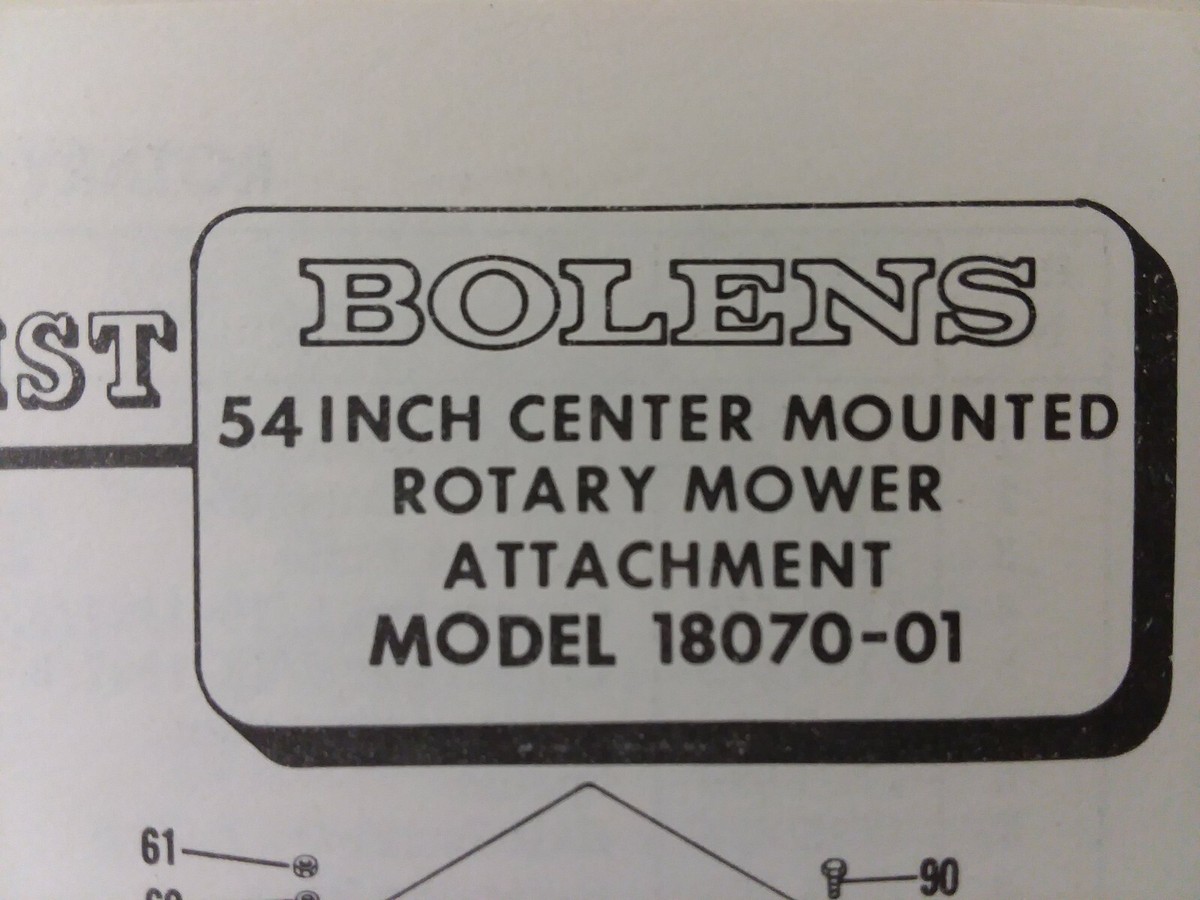 BOLENS
IST
54 INCH CENTER MOUNTED
ROTARY MOWER
ATTACHMENT
MODEL 18070-01
61
90